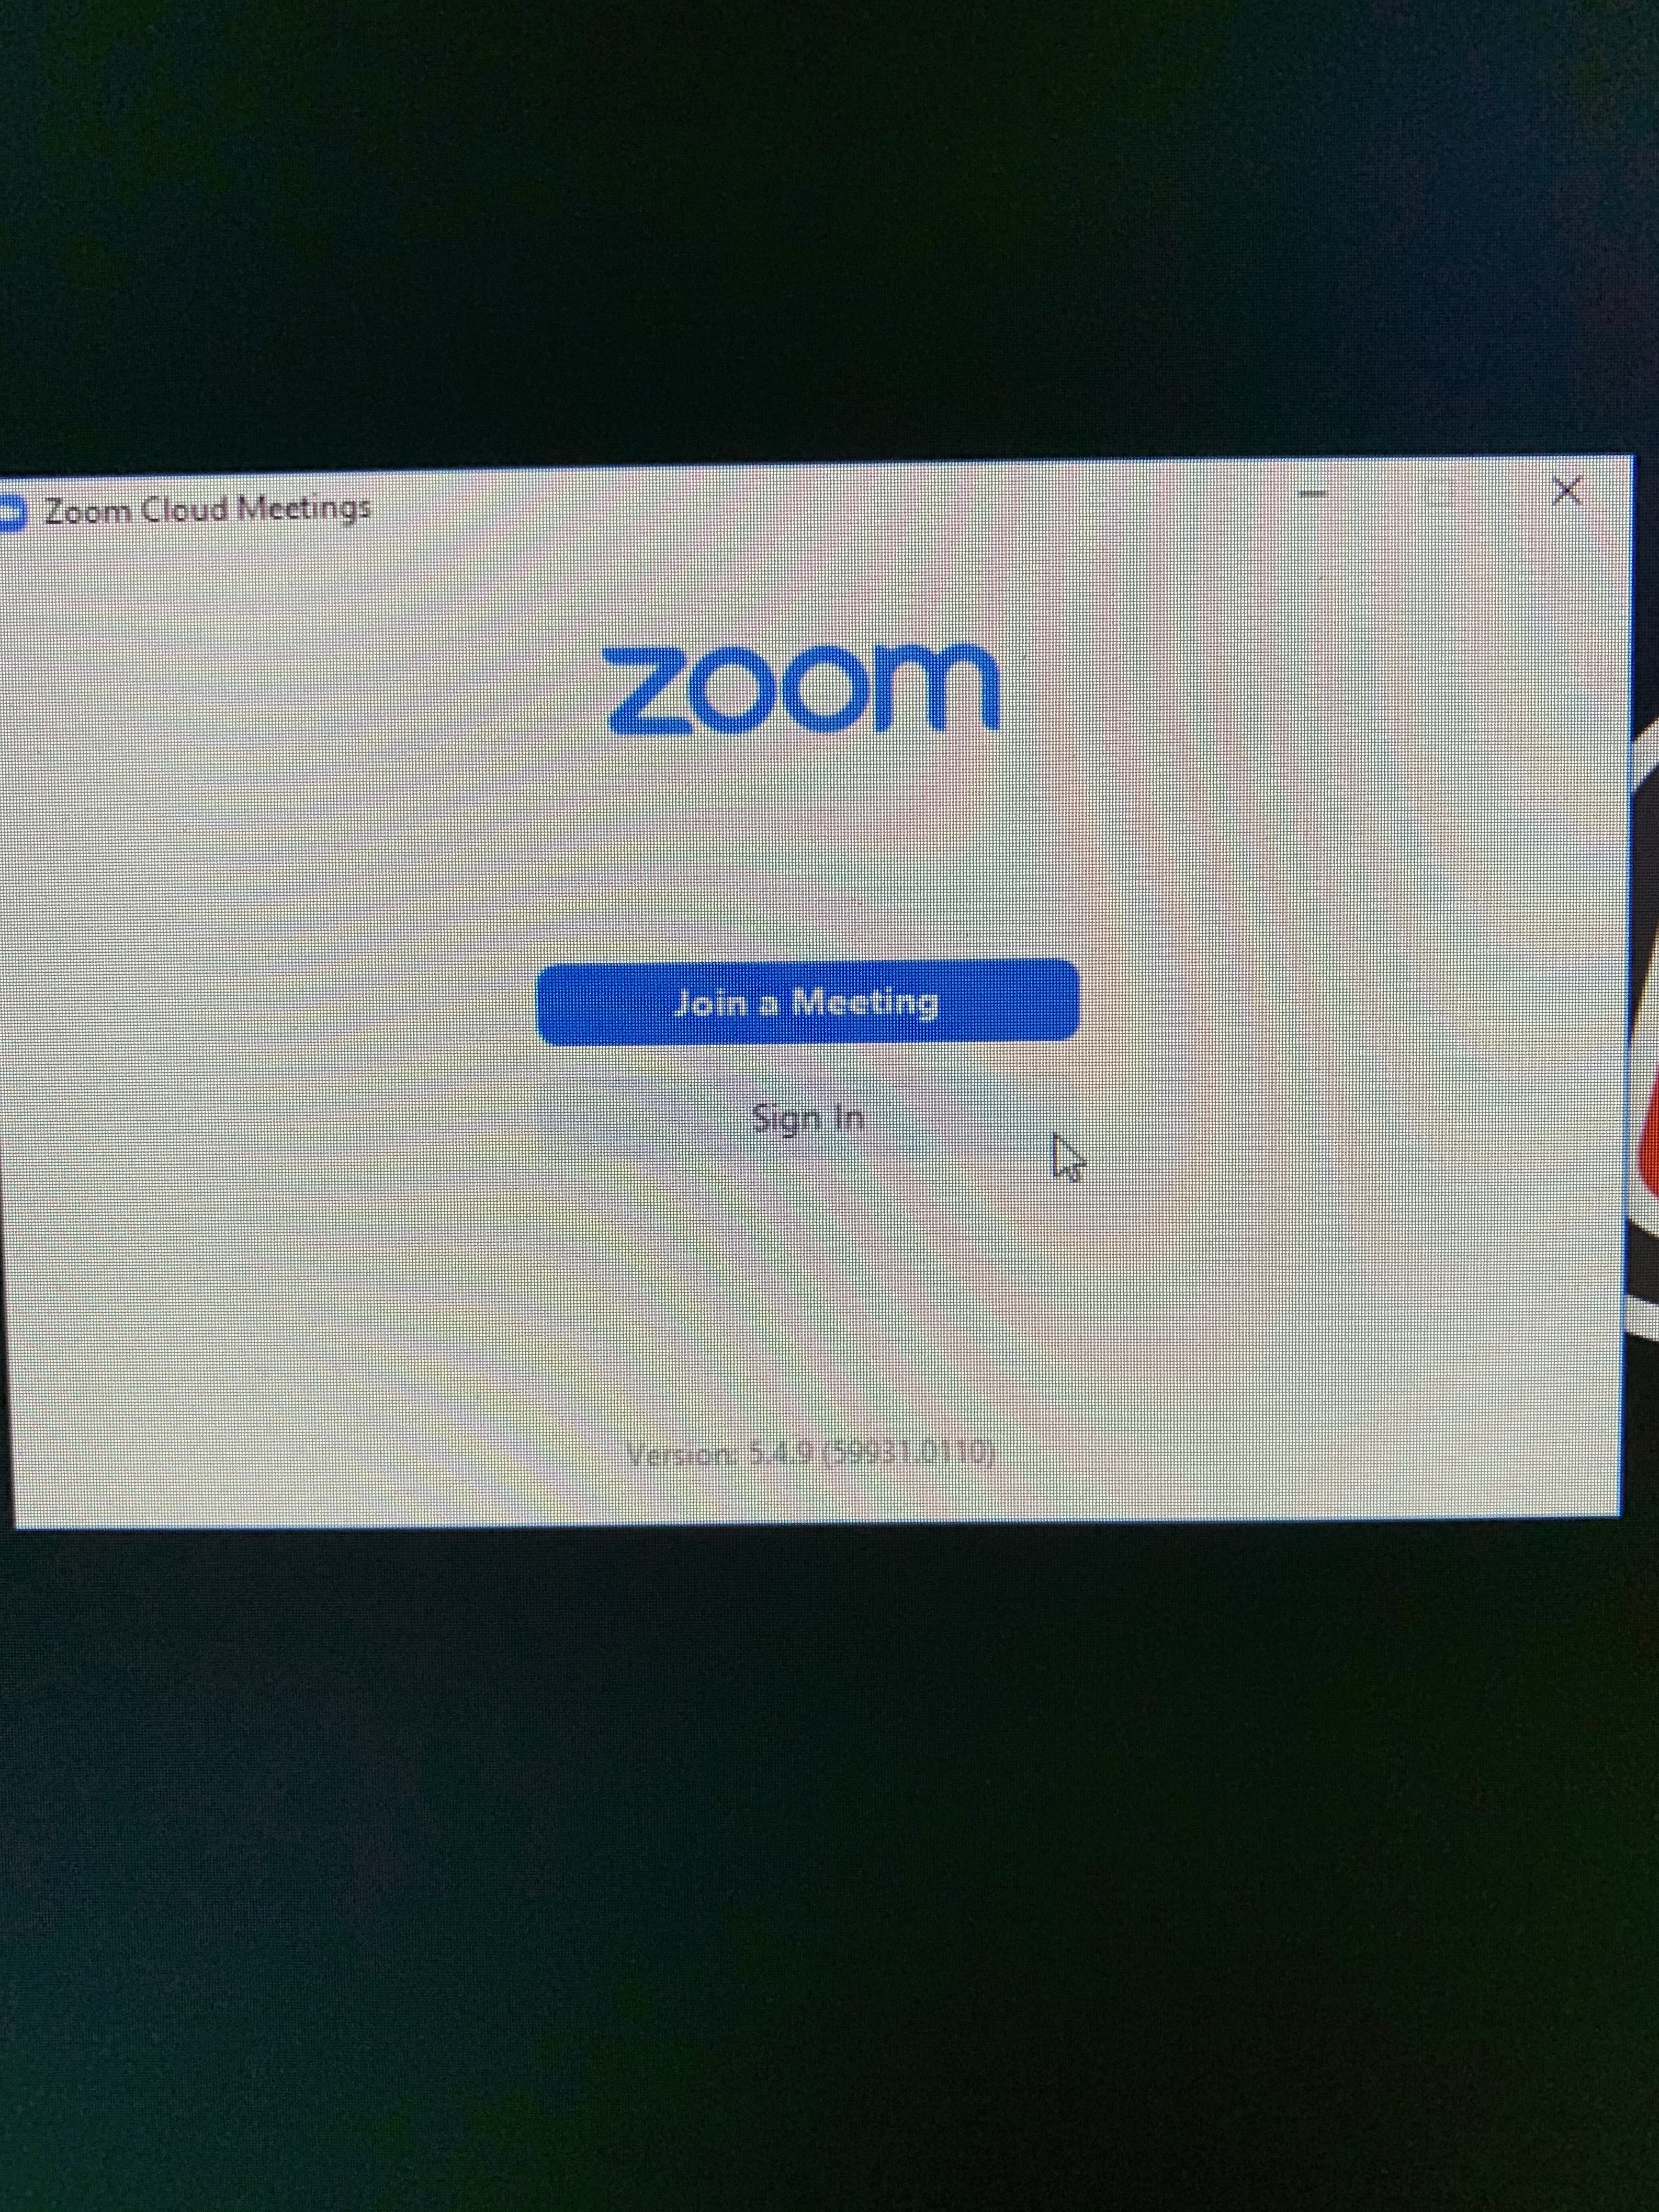 Zoom Cloud Meetings
zoom
Join a Meeting
Sign In
Version: 5.4.9 (59931.0110)